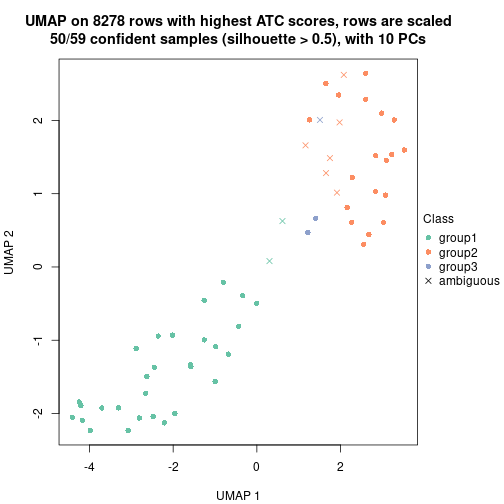 UMAP on 8278 rows with highest ATC scores, rows are scaled
50/59 confident samples (silhouette > 0.5), with 10 PCs
2
1
0
-1
-2
UMAP 2
-4
-2
0
2
UMAP 1
Class
group1
group2
group3
ambiguous